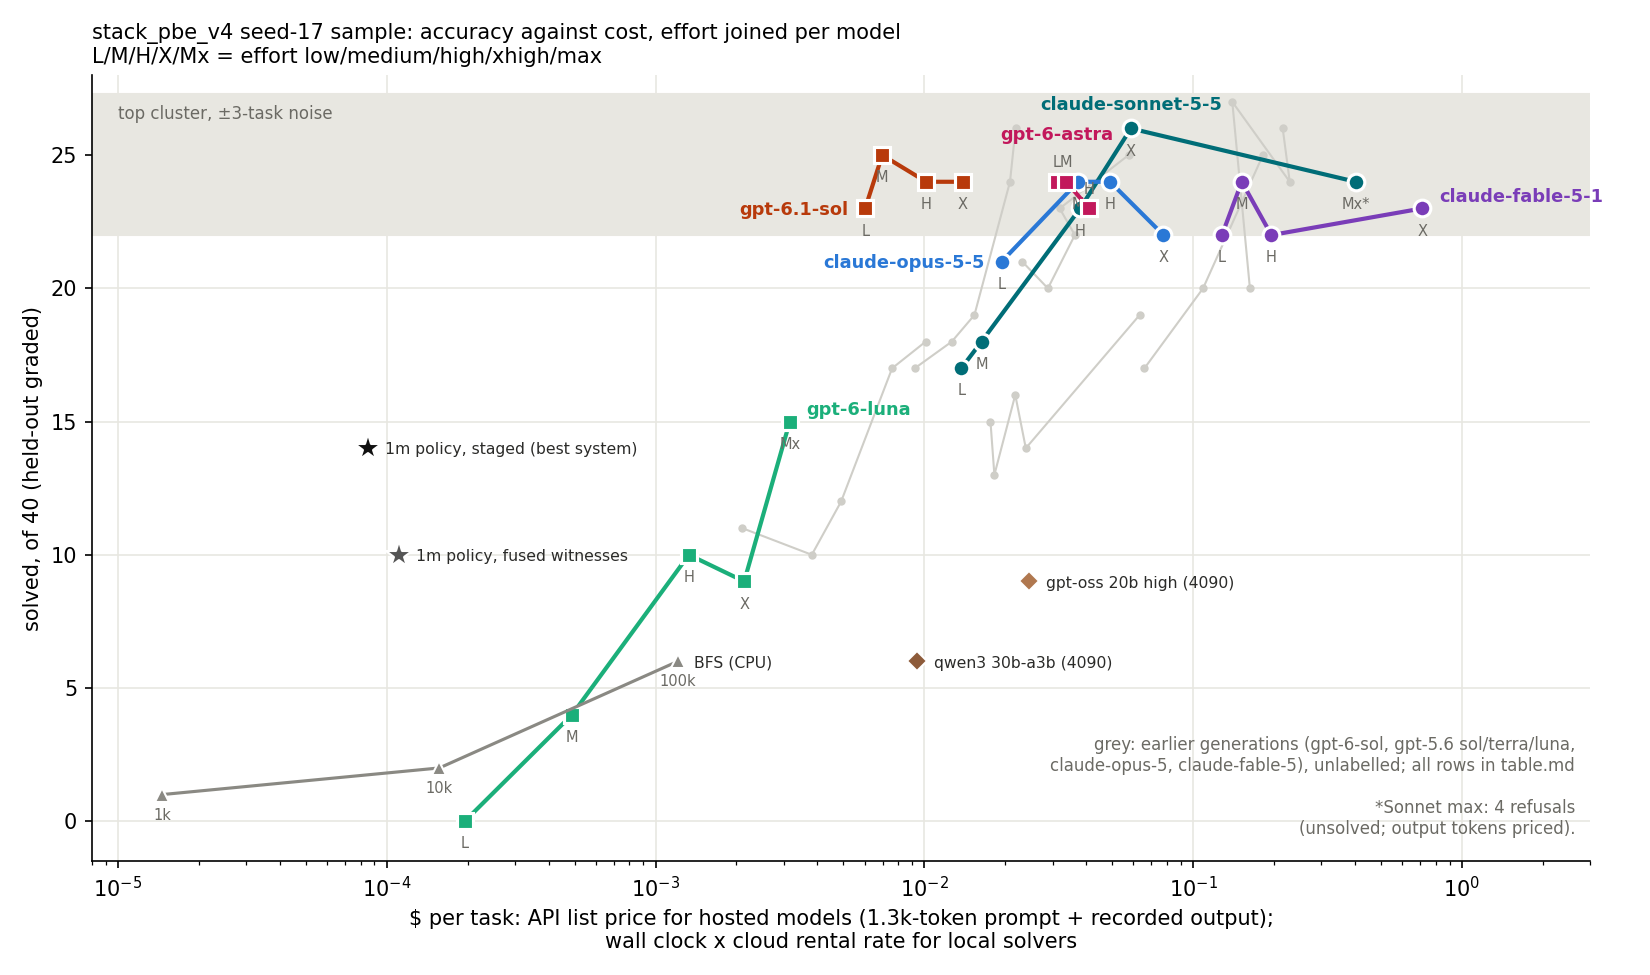 stack_pbe_v4 seed-17 sample: accuracy against cost, effort joined per model
L/M/H/X/Mx = effort low/medium/high/xhigh/max
top cluster, ±3-task noise
claude-sonnet-5-5
gpt-6-astra
X
LM
M
H
H
X
M
H
H
Mx*
claude-fable-5-1
gpt-6.1-sol
L
H
M
X
claude-opus-5-5
L
X
L
H
M
L
gpt-6-luna
Mx
1m policy, staged (best system)
1m policy, fused witnesses
H
X
gpt-oss 20b high (4090)
BFS (CPU)
100k
qwen3 30b-a3b (4090)
M
10k
1k
L
grey: earlier generations (gpt-6-sol, gpt-5.6 sol/terra/luna,
claude-opus-5, claude-fable-5), unlabelled; all rows in table.md
*Sonnet max: 4 refusals
(unsolved; output tokens priced).
25
20
15
10
5
0
solved, of 40 (held-out graded)
10⁻⁵
10⁻⁴
10⁻³
10⁻²
10⁻¹
10⁰
$ per task: API list price for hosted models (1.3k-token prompt + recorded output);
wall clock x cloud rental rate for local solvers